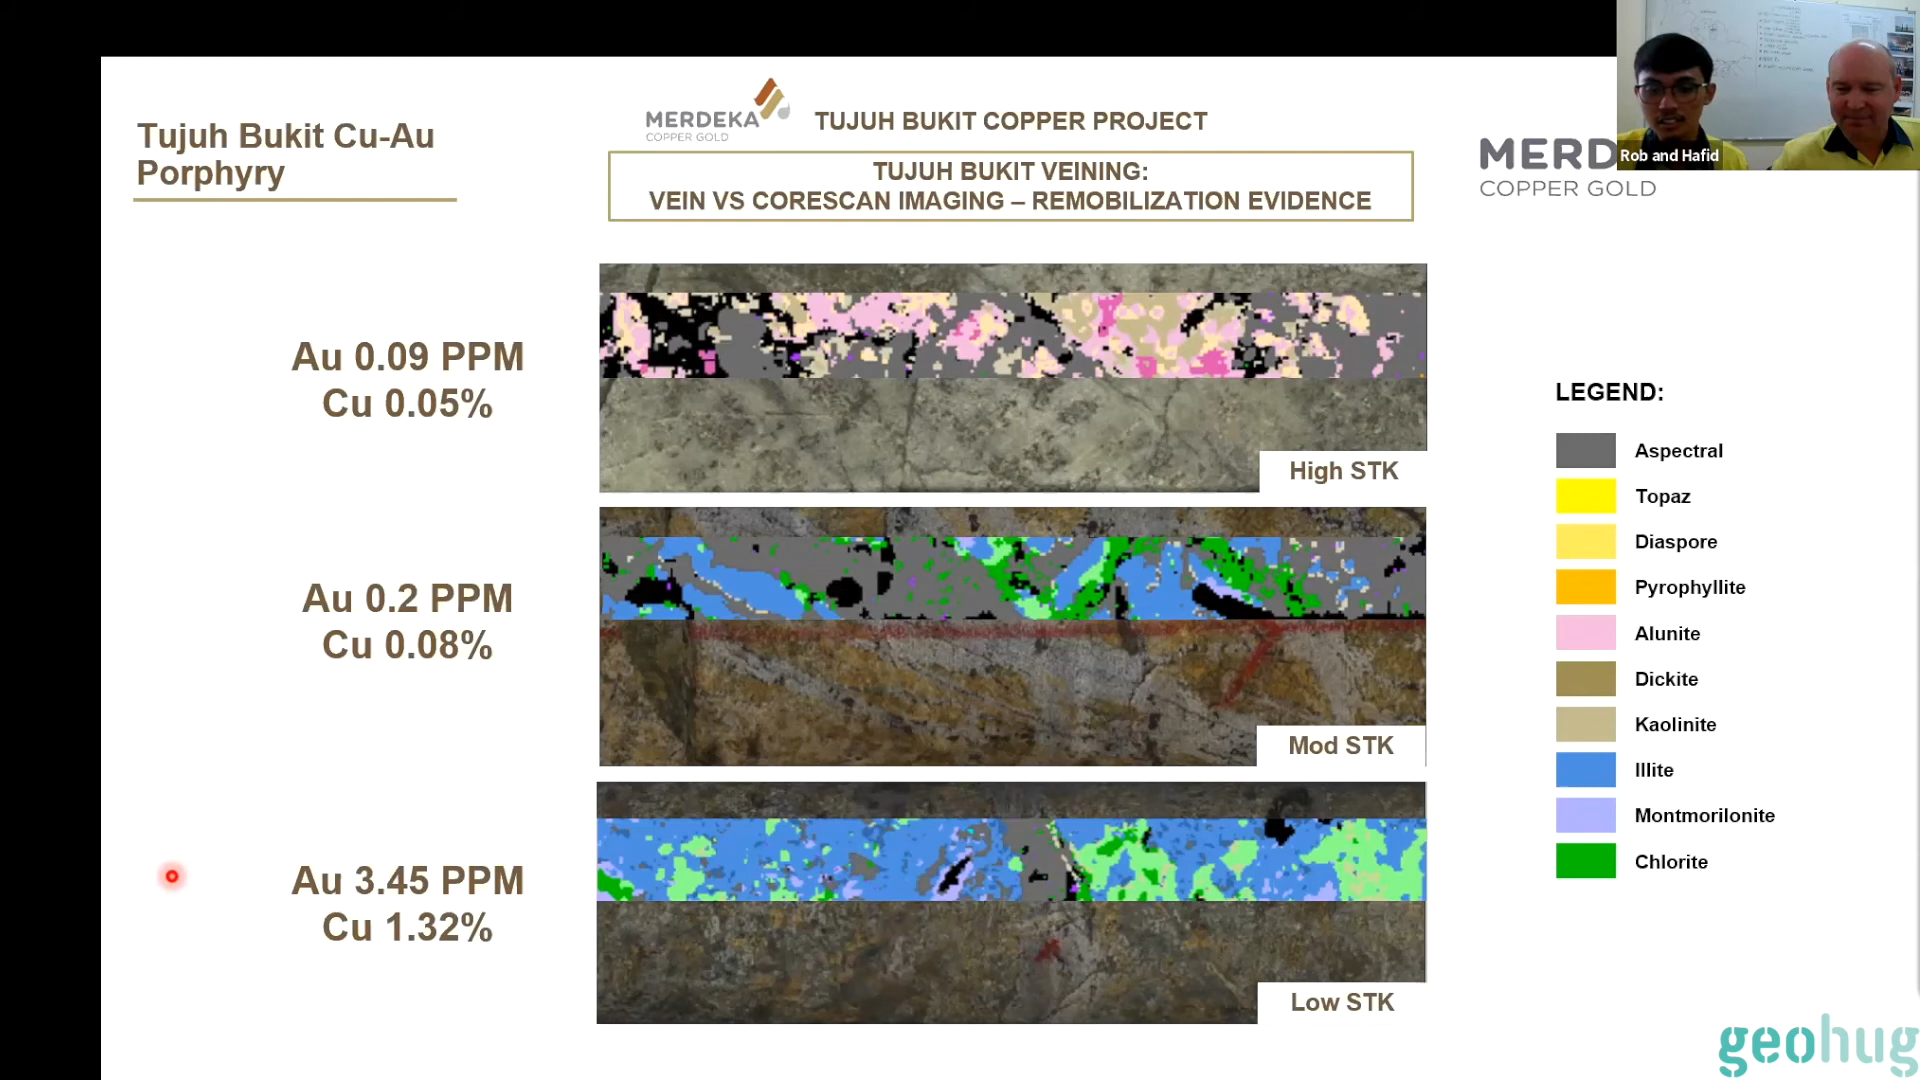 Tujuh Bukit Cu-Au
Porphyry
MERDEKA
COPPER GOLD
TUJUH BUKIT COPPER PROJECT
TUJUH BUKIT VEINING:
VEIN VS CORESCAN IMAGING – REMOBILIZATION EVIDENCE
MERD
COPPER GOLD
Rob and Hafid
Au 0.09 PPM
Cu 0.05%
High STK
Au 0.2 PPM
Cu 0.08%
Mod STK
Au 3.45 PPM
Cu 1.32%
Low STK
LEGEND:
Aspectral
Topaz
Diaspore
Pyrophyllite
Alunite
Dickite
Kaolinite
Illite
Montmorilonite
Chlorite
geohug